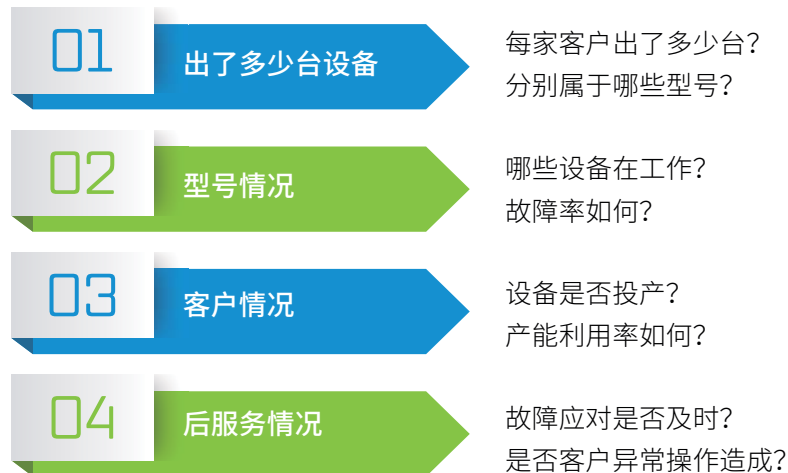 01
出了多少台设备
每家客户出了多少台?
分别属于哪些型号?
02
型号情况
哪些设备在工作?
故障率如何?
03
客户情况
设备是否投产?
产能利用率如何?
04
后服务情况
故障应对是否及时?
是否客户异常操作造成?